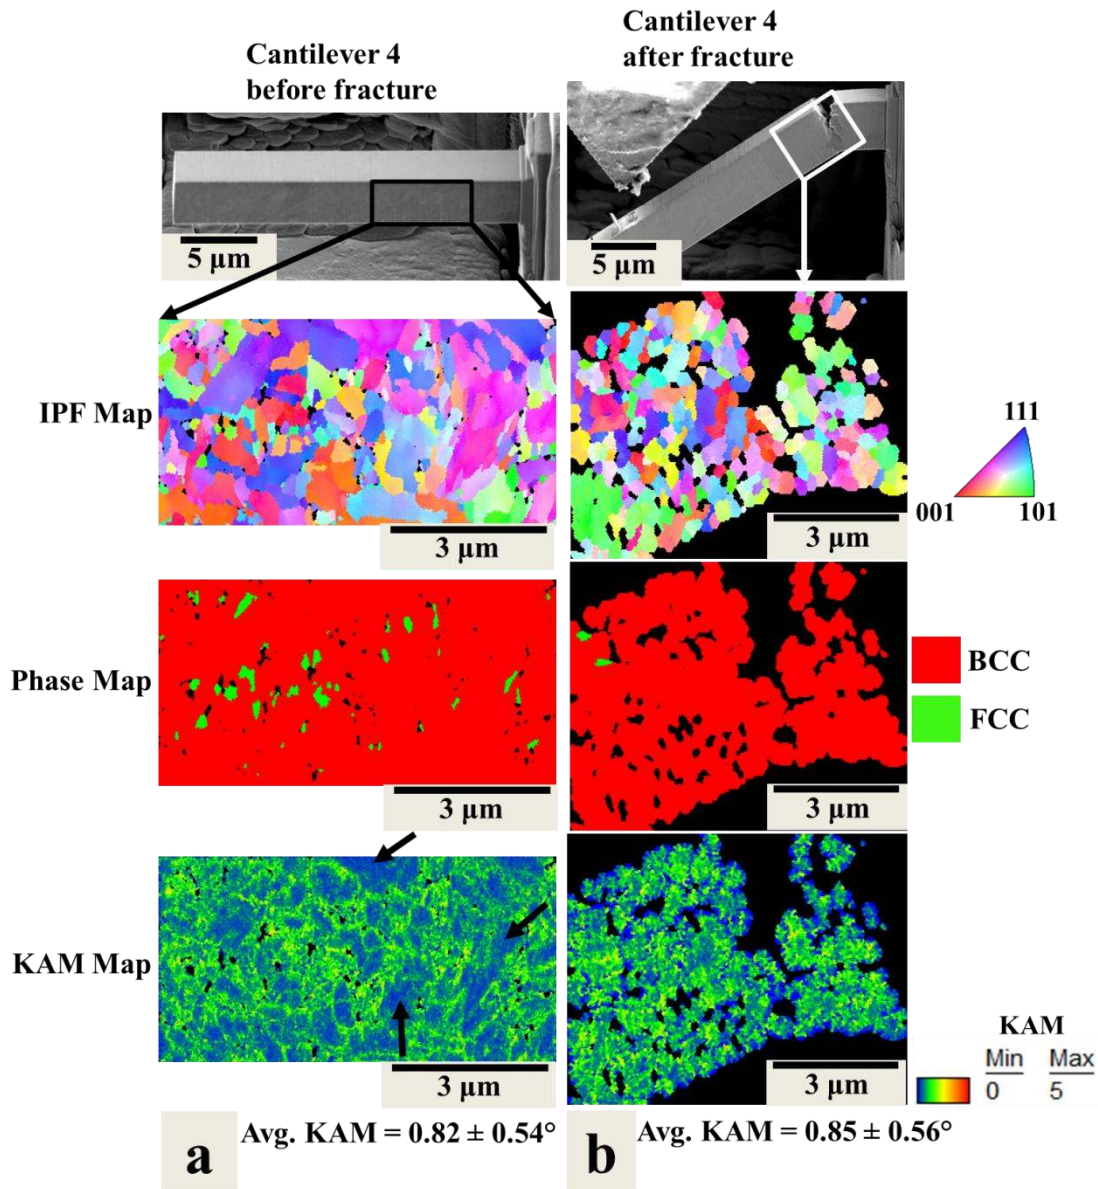 Cantilever 4
before fracture
Cantilever 4
after fracture
5 μm
5 μm
IPF Map
3 μm
3 μm
111
001
101
Phase Map
3 μm
3 μm
BCC
FCC
KAM Map
3 μm
3 μm
KAM
Min Max
0 5
a
Avg. KAM = 0.82 ± 0.54°
b
Avg. KAM = 0.85 ± 0.56°